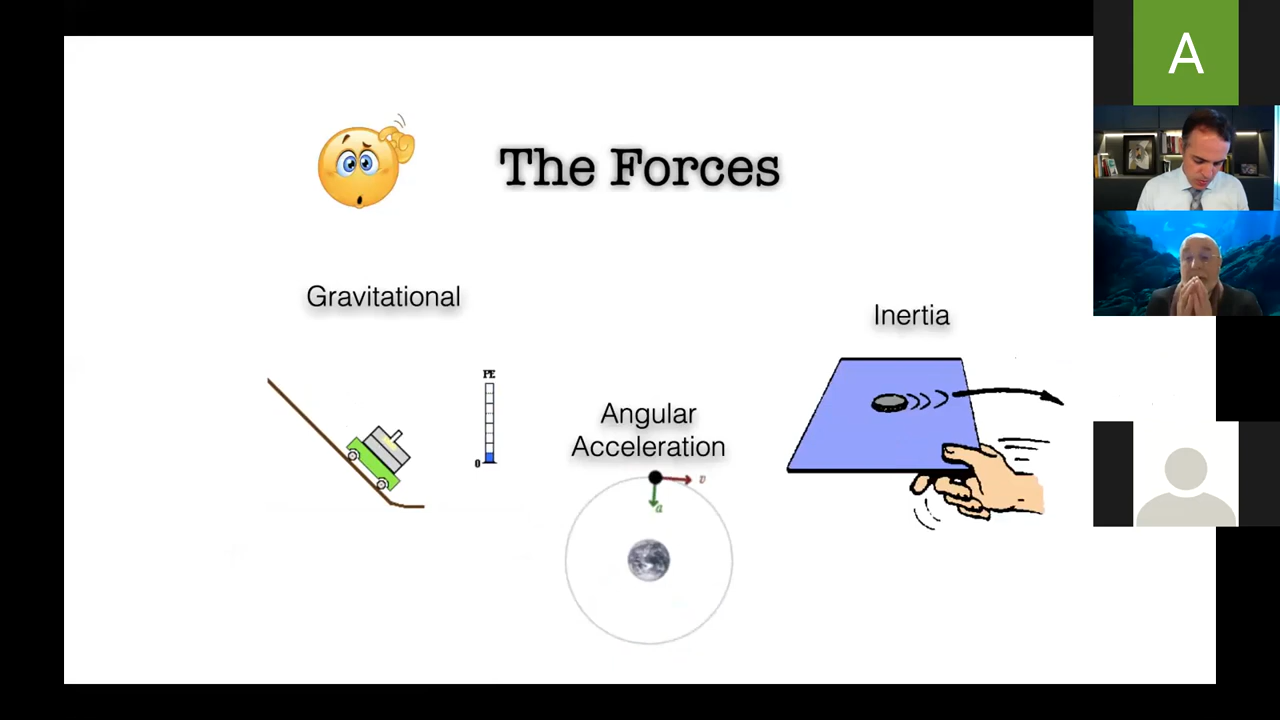 A
The Forces
Gravitational
Inertia
PE
0
Angular
Acceleration
v
a